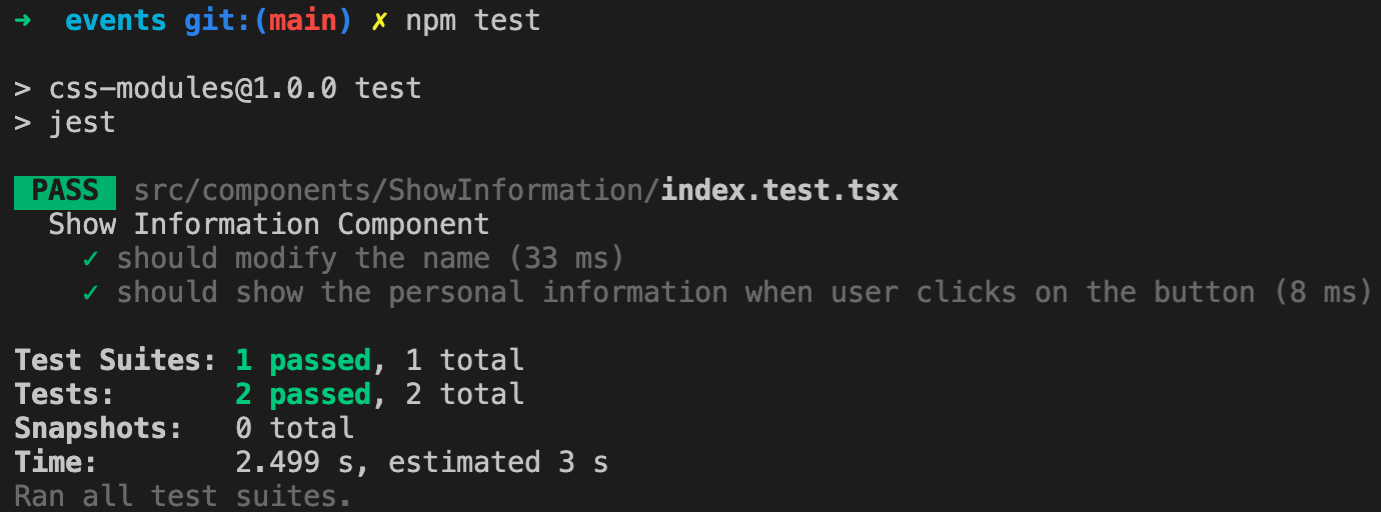 ➜  events git:(main) ✗ npm test
> css-modules@1.0.0 test
> jest
PASS src/components/ShowInformation/index.test.tsx
Show Information Component
✓ should modify the name (33 ms)
✓ should show the personal information when user clicks on the button (8 ms)
Test Suites: 1 passed, 1 total
Tests: 2 passed, 2 total
Snapshots: 0 total
Time: 2.499 s, estimated 3 s
Ran all test suites.